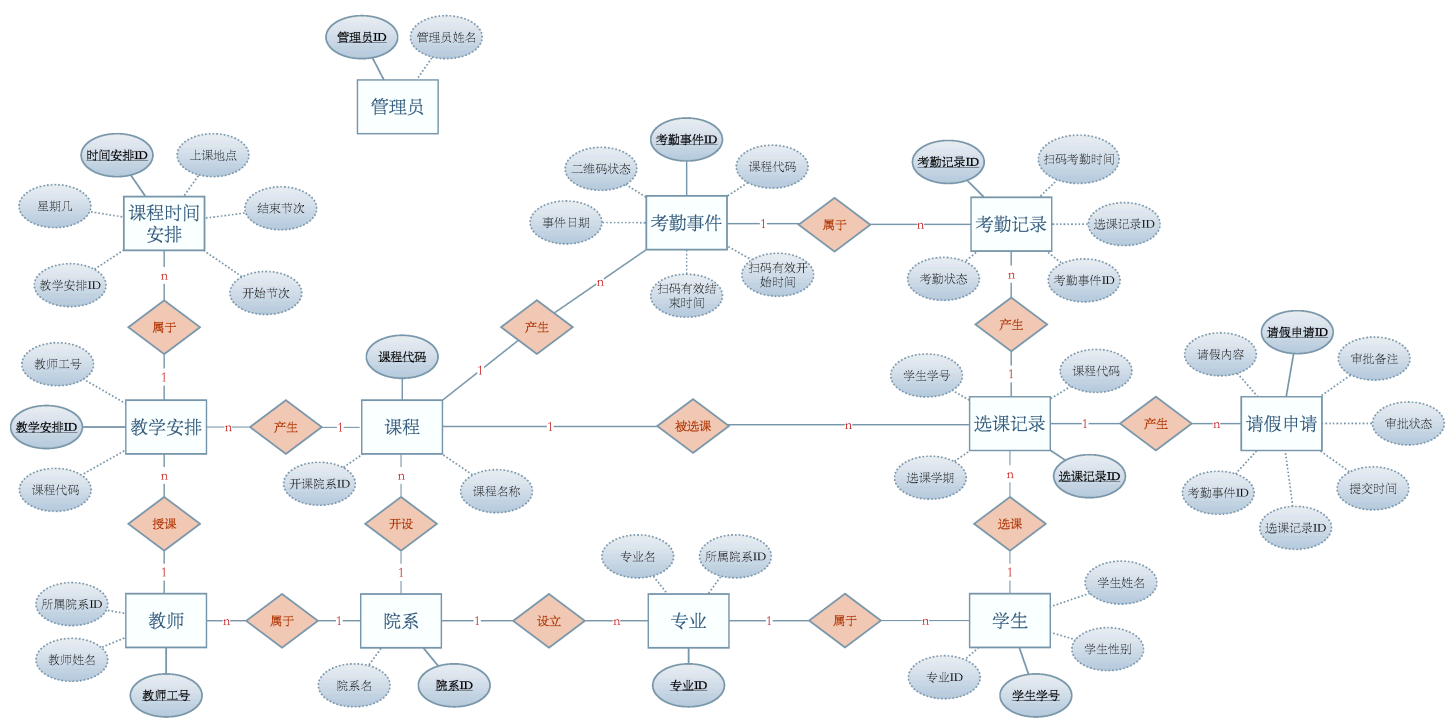 管理员ID
管理员姓名
管理员
时间安排ID
上课地点
星期几
课程时间
安排
结束节次
教学安排ID
开始节次
n
属于
1
考勤事件ID
二维码状态
课程代码
事件日期
考勤事件
扫码有效结
束时间
扫码有效开
始时间
1
属于
n
考勤记录ID
扫码考勤时间
考勤记录
选课记录ID
考勤状态
考勤事件ID
n
产生
1
n
产生
1
教师工号
教学安排ID
教学安排
课程代码
n
产生
1
课程代码
课程
开课院系ID
课程名称
1
被选课
n
学生学号
课程代码
选课记录
选课学期
选课记录ID
1
产生
n
请假申请ID
请假内容
审批备注
请假申请
审批状态
考勤事件ID
提交时间
选课记录ID
n
授课
1
n
开设
1
n
选课
1
所属院系ID
教师
教师姓名
教师工号
n
属于
1
院系
院系名
院系ID
1
设立
n
专业名
所属院系ID
专业
专业ID
1
属于
n
学生姓名
学生
学生性别
专业ID
学生学号